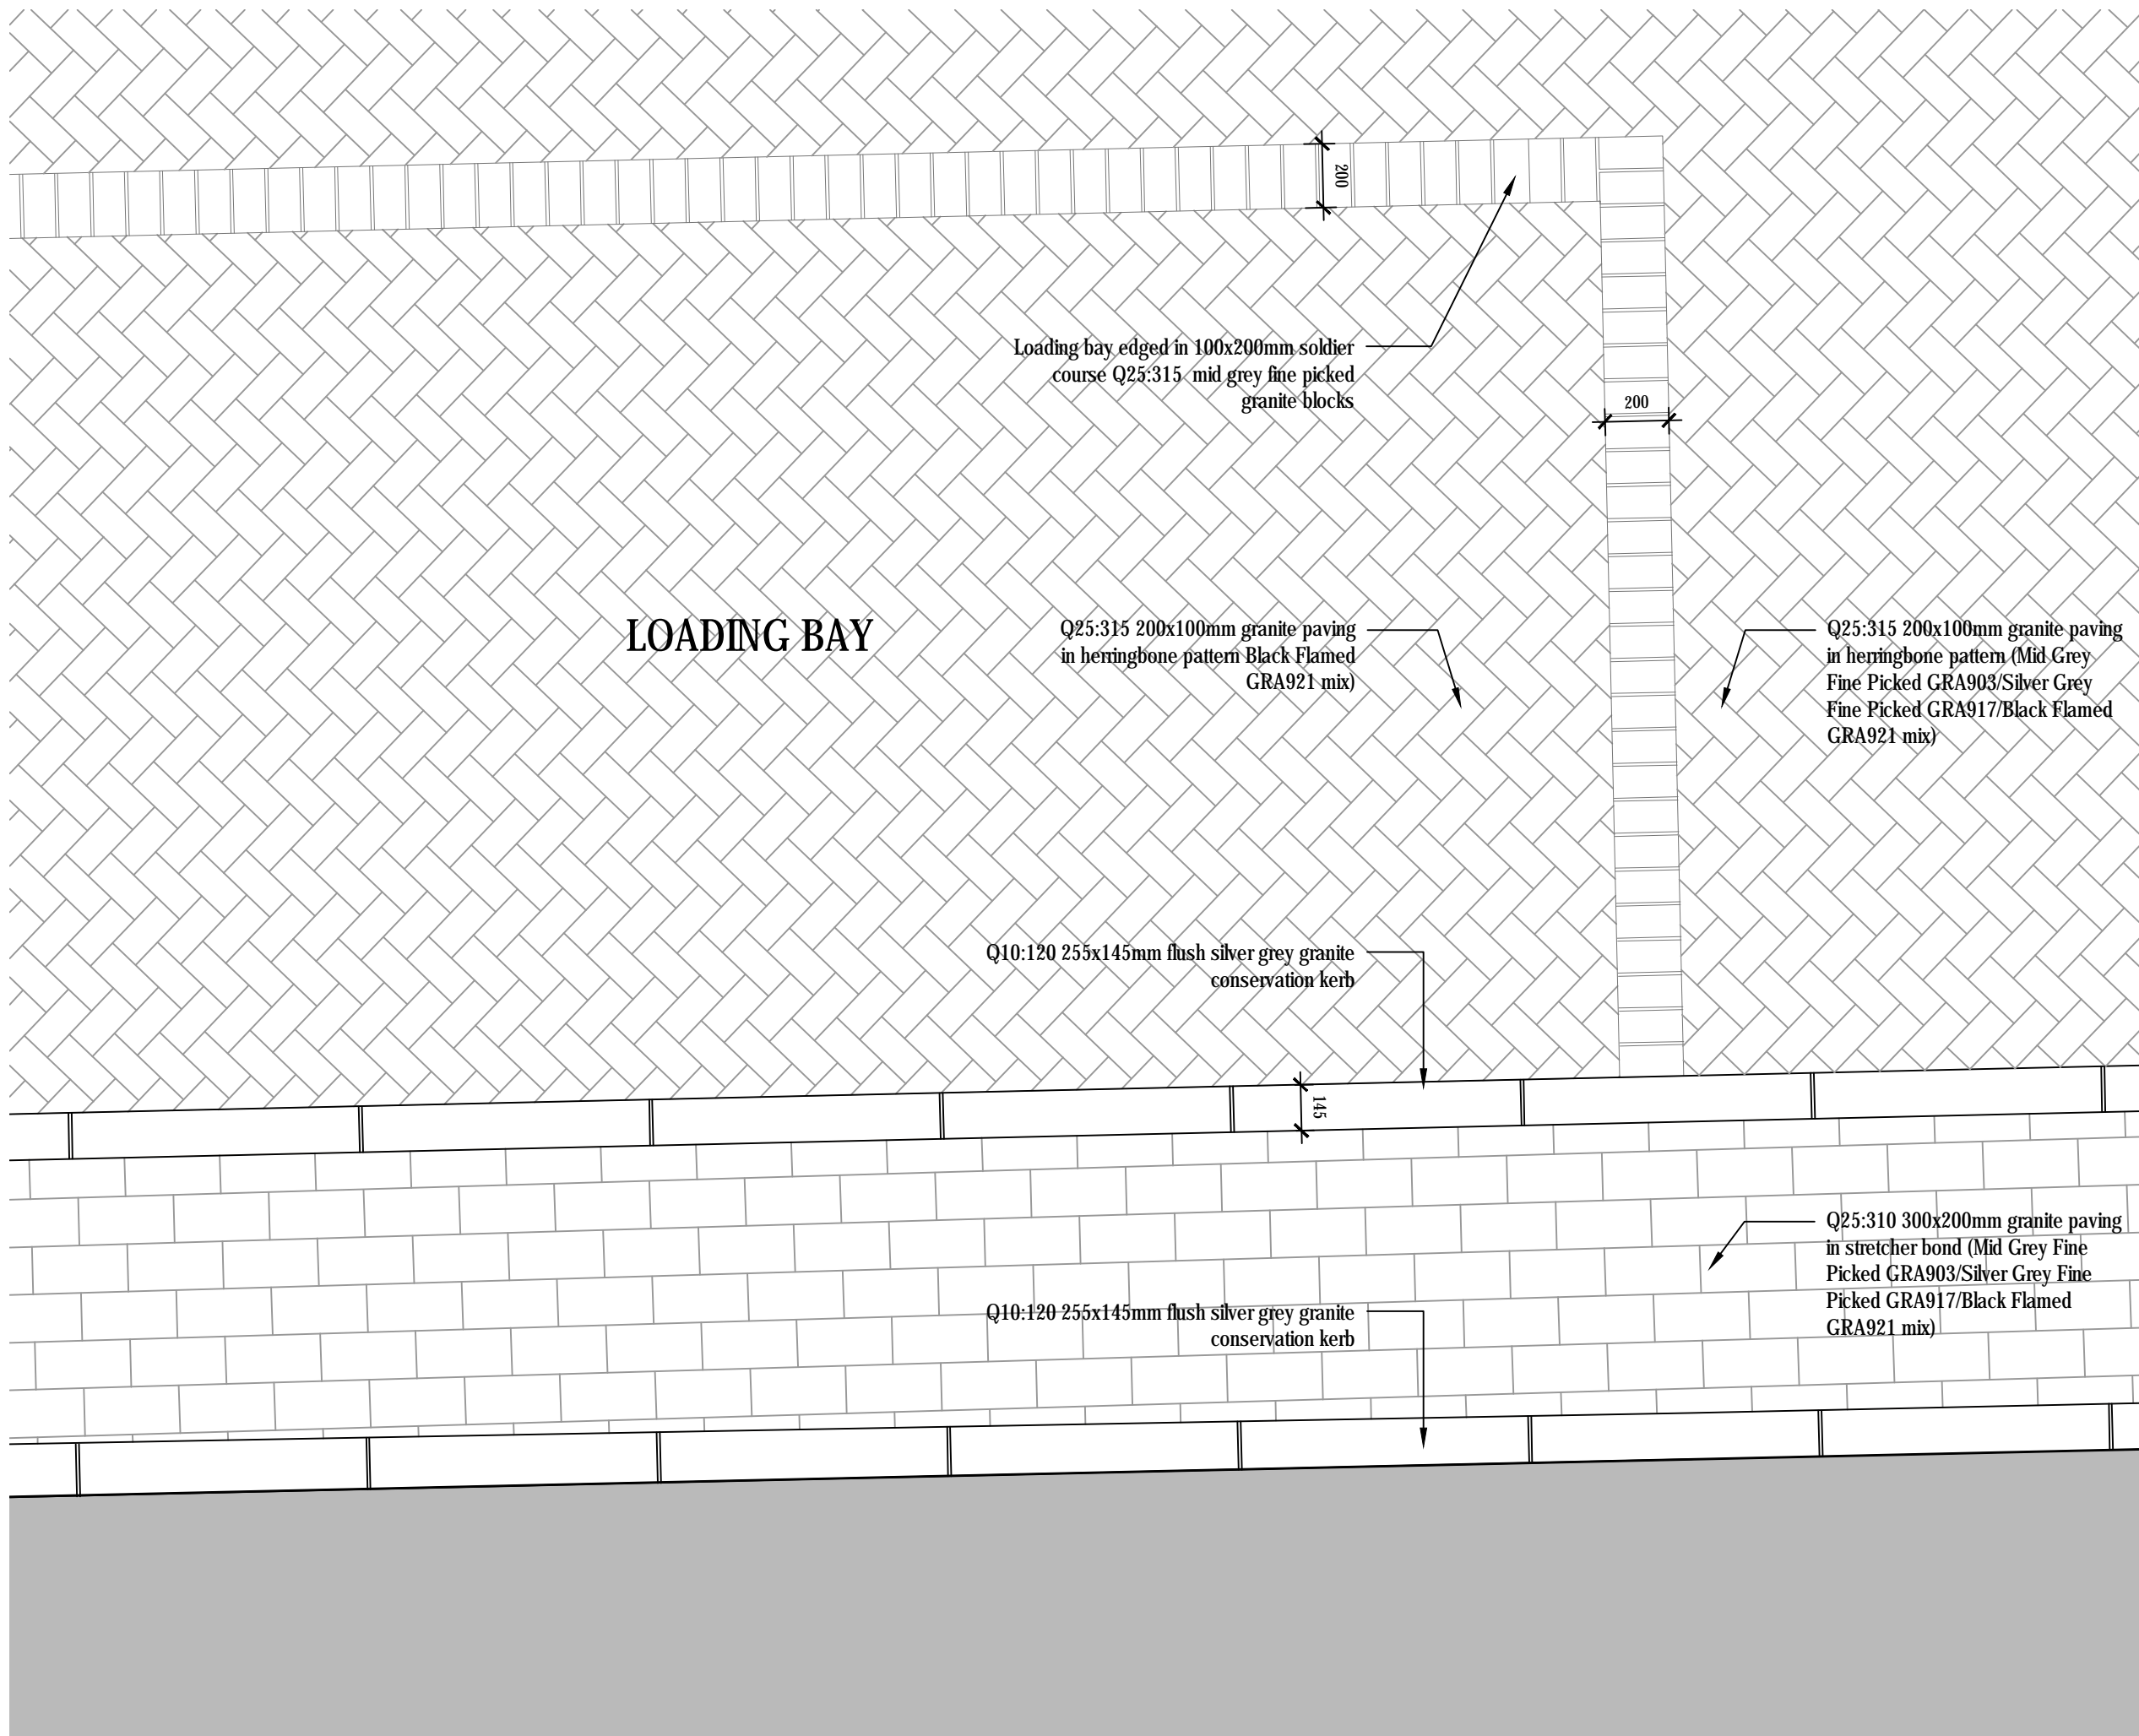 200
Loading bay edged in 100x200mm soldier
course Q25:315 mid grey fine picked
granite blocks
200
LOADING BAY
Q25:315 200x100mm granite paving
in herringbone pattern Black Flamed
GRA921 mix)
Q25:315 200x100mm granite paving
in herringbone pattern (Mid Grey
Fine Picked GRA903/Silver Grey
Fine Picked GRA917/Black Flamed
GRA921 mix)
Q10:120 255x145mm flush silver grey granite
conservation kerb
145
Q25:310 300x200mm granite paving
in stretcher bond (Mid Grey Fine
Picked GRA903/Silver Grey Fine
Picked GRA917/Black Flamed
GRA921 mix)
Q10:120 255x145mm flush silver grey granite
conservation kerb